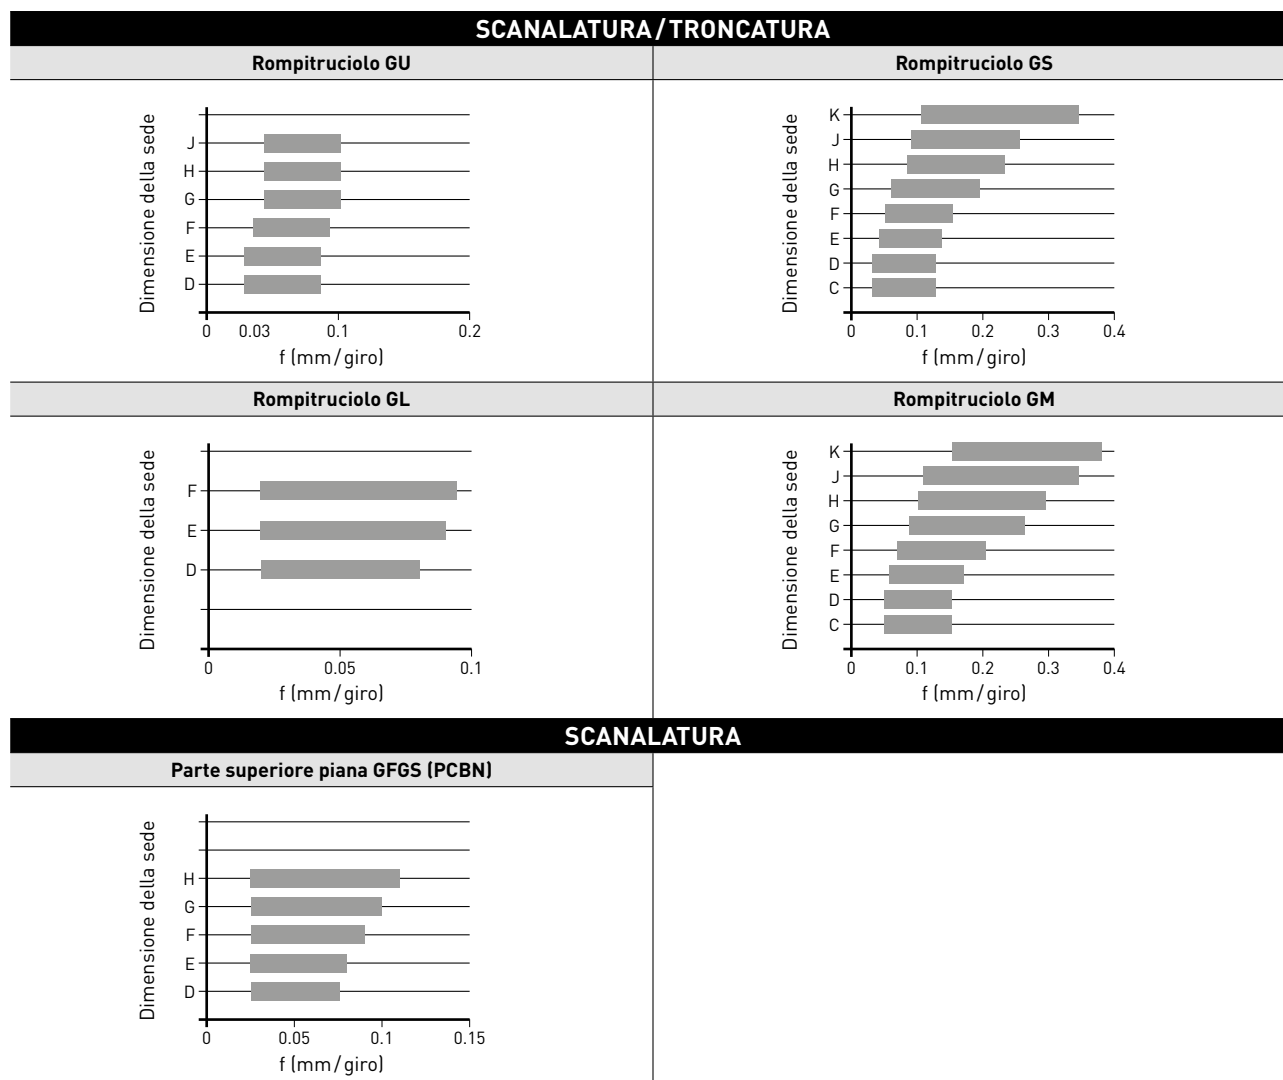 SCANALATURA / TRONCATURA
Rompitruciolo GU
Dimensione della sede
J
H
G
F
E
D
0 0.03 0.1 0.2
f (mm / giro)
Rompitruciolo GS
Dimensione della sede
K
J
H
G
F
E
D
C
0 0.1 0.2 0.3 0.4
f (mm / giro)
Rompitruciolo GL
Dimensione della sede
F
E
D
0 0.05 0.1
f (mm / giro)
Rompitruciolo GM
Dimensione della sede
K
J
H
G
F
E
D
C
0 0.1 0.2 0.3 0.4
f (mm / giro)
SCANALATURA
Parte superiore piana GFGS (PCBN)
Dimensione della sede
H
G
F
E
D
0 0.05 0.1 0.15
f (mm / giro)